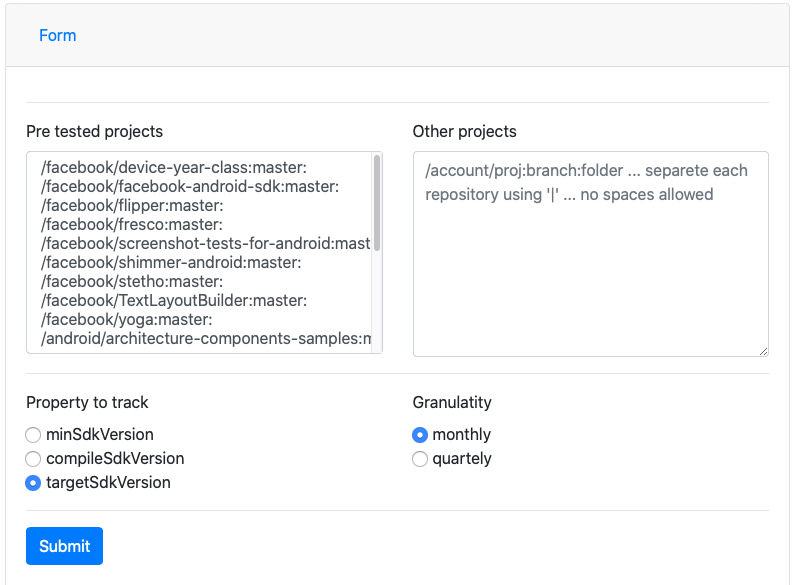 Form
Pre tested projects
/facebook/device-year-class:master:
/facebook/facebook-android-sdk:master:
/facebook/flipper:master:
/facebook/fresco:master:
/facebook/screenshot-tests-for-android:mast
/facebook/shimmer-android:master:
/facebook/stetho:master:
/facebook/TextLayoutBuilder:master:
/facebook/yoga:master:
/android/architecture-components-samples:m
Other projects
/account/proj:branch:folder ... separete each
repository using '|' ... no spaces allowed
Property to track
minSdkVersion
compileSdkVersion
targetSdkVersion
Granulatity
monthly
quartely
Submit